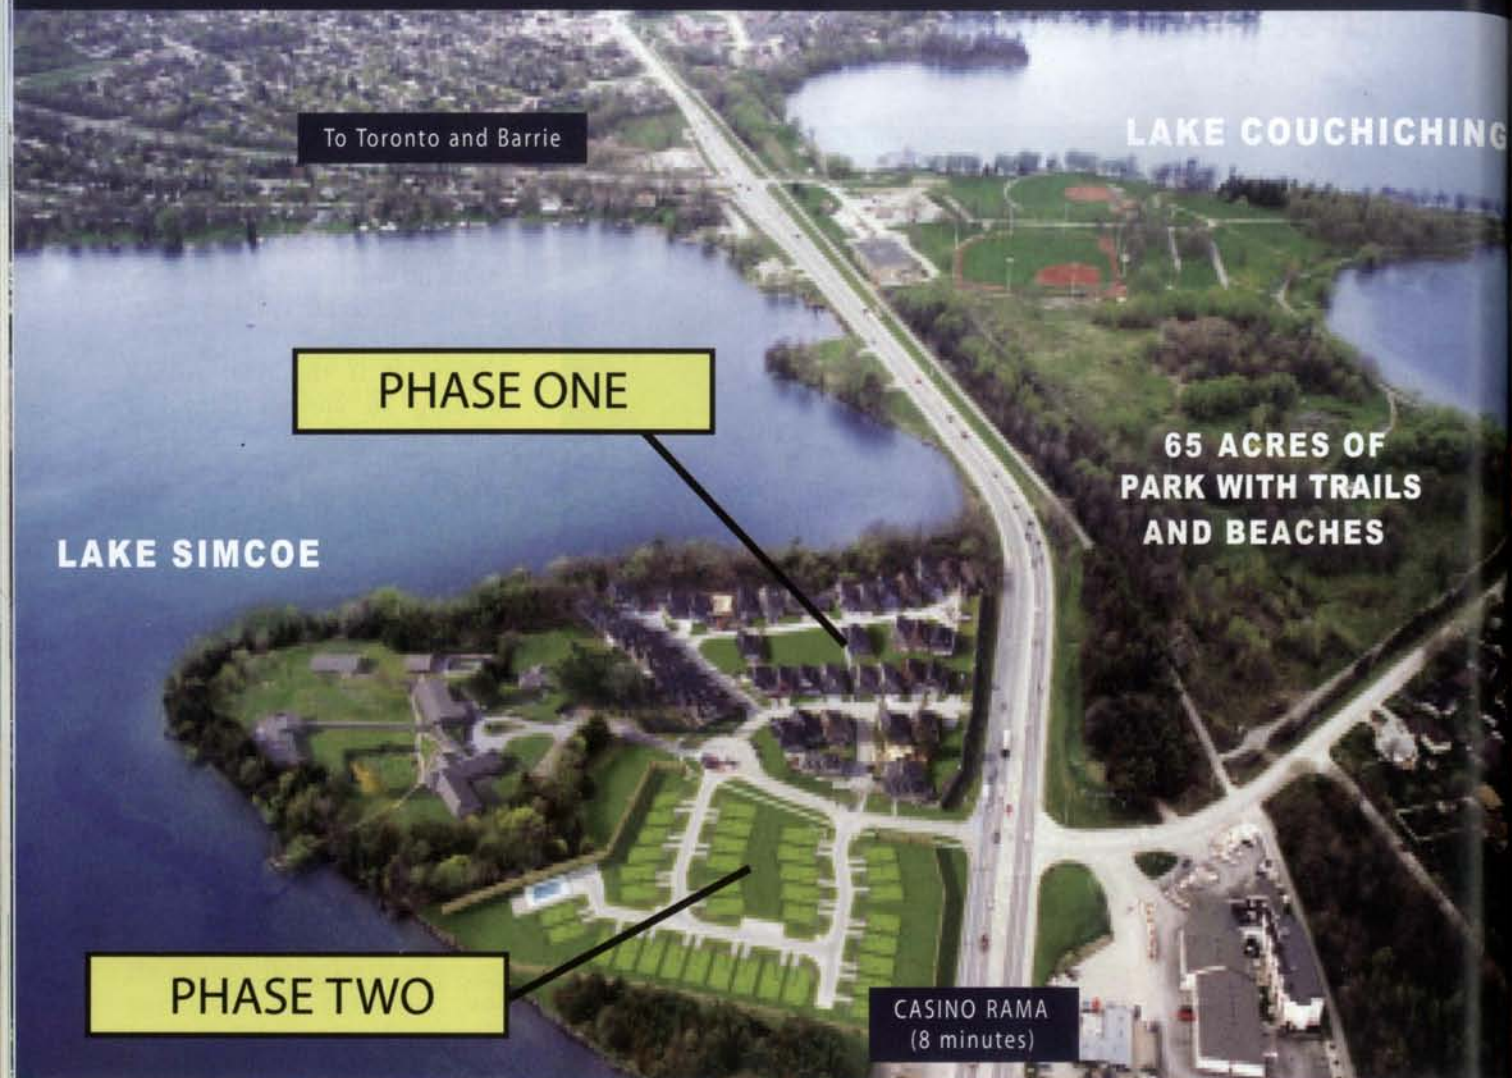 To Toronto and Barrie
LAKE COUCHICHING
PHASE ONE
65 ACRES OF
PARK WITH TRAILS
AND BEACHES
LAKE SIMCOE
PHASE TWO
CASINO RAMA
(8 minutes)